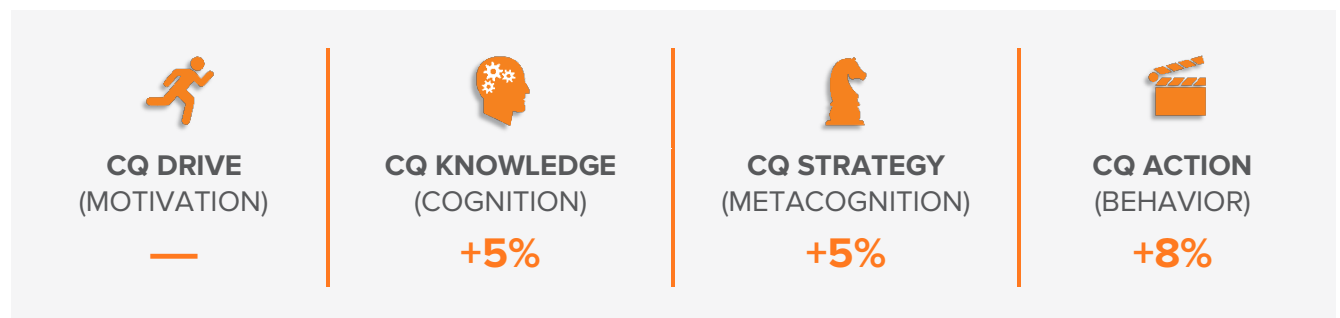 CQ DRIVE
(MOTIVATION)
—
CQ KNOWLEDGE
(COGNITION)
+5%
CQ STRATEGY
(METACOGNITION)
+5%
CQ ACTION
(BEHAVIOR)
+8%